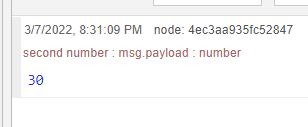 3/7/2022, 8:31:09 PM node: 4ec3aa935fc52847
second number : msg.payload : number
30